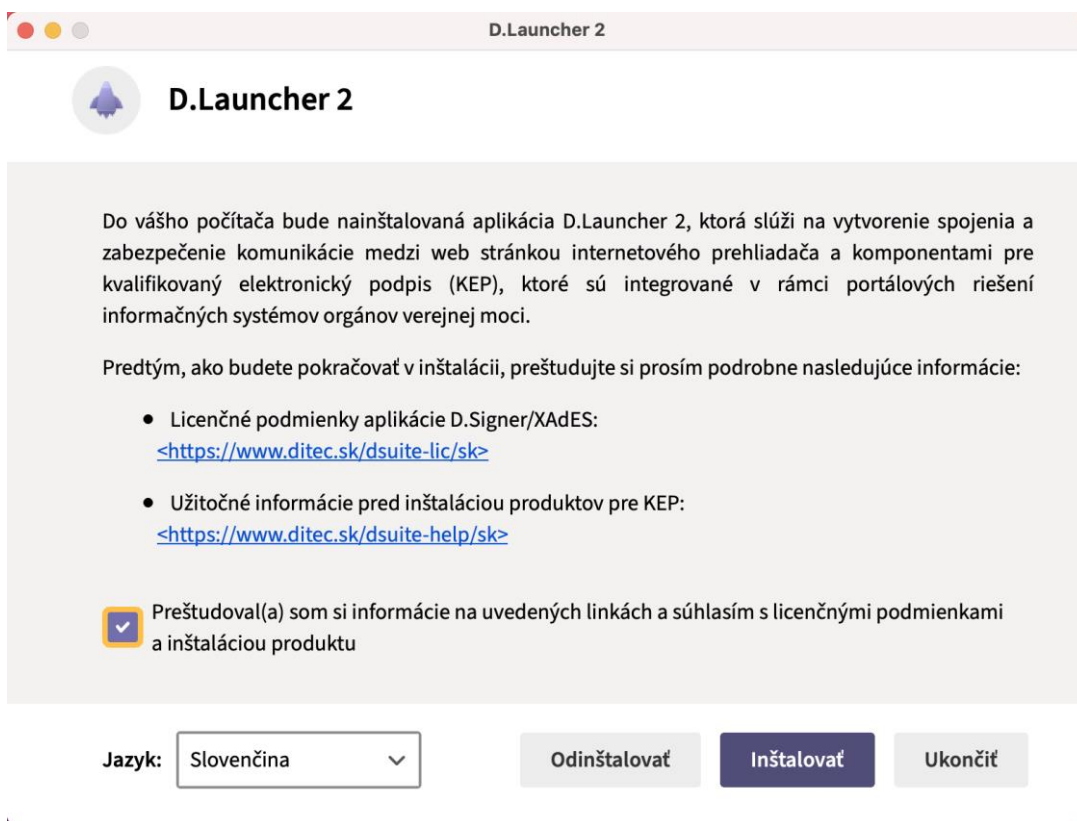 D.Launcher 2
D.Launcher 2
Do vášho počítača bude nainštalovaná aplikácia D.Launcher 2, ktorá slúži na vytvorenie spojenia a
zabezpečenie komunikácie medzi web stránkou internetového prehliadača a komponentami pre
kvalifikovaný elektronický podpis (KEP), ktoré sú integrované v rámci portálových riešení
informačných systémov orgánov verejnej moci.
Predtým, ako budete pokračovať v inštalácii, preštudujte si prosím podrobne nasledujúce informácie:
• Licenčné podmienky aplikácie D.Signer/XAdES:
<https://www.ditec.sk/dsuite-lic/sk>
• Užitočné informácie pred inštaláciou produktov pre KEP:
<https://www.ditec.sk/dsuite-help/sk>
Preštudoval(a) som si informácie na uvedených linkách a súhlasím s licenčnými podmienkami
a inštaláciou produktu
Jazyk: Slovenčina Odinštalovať Inštalovať Ukončiť